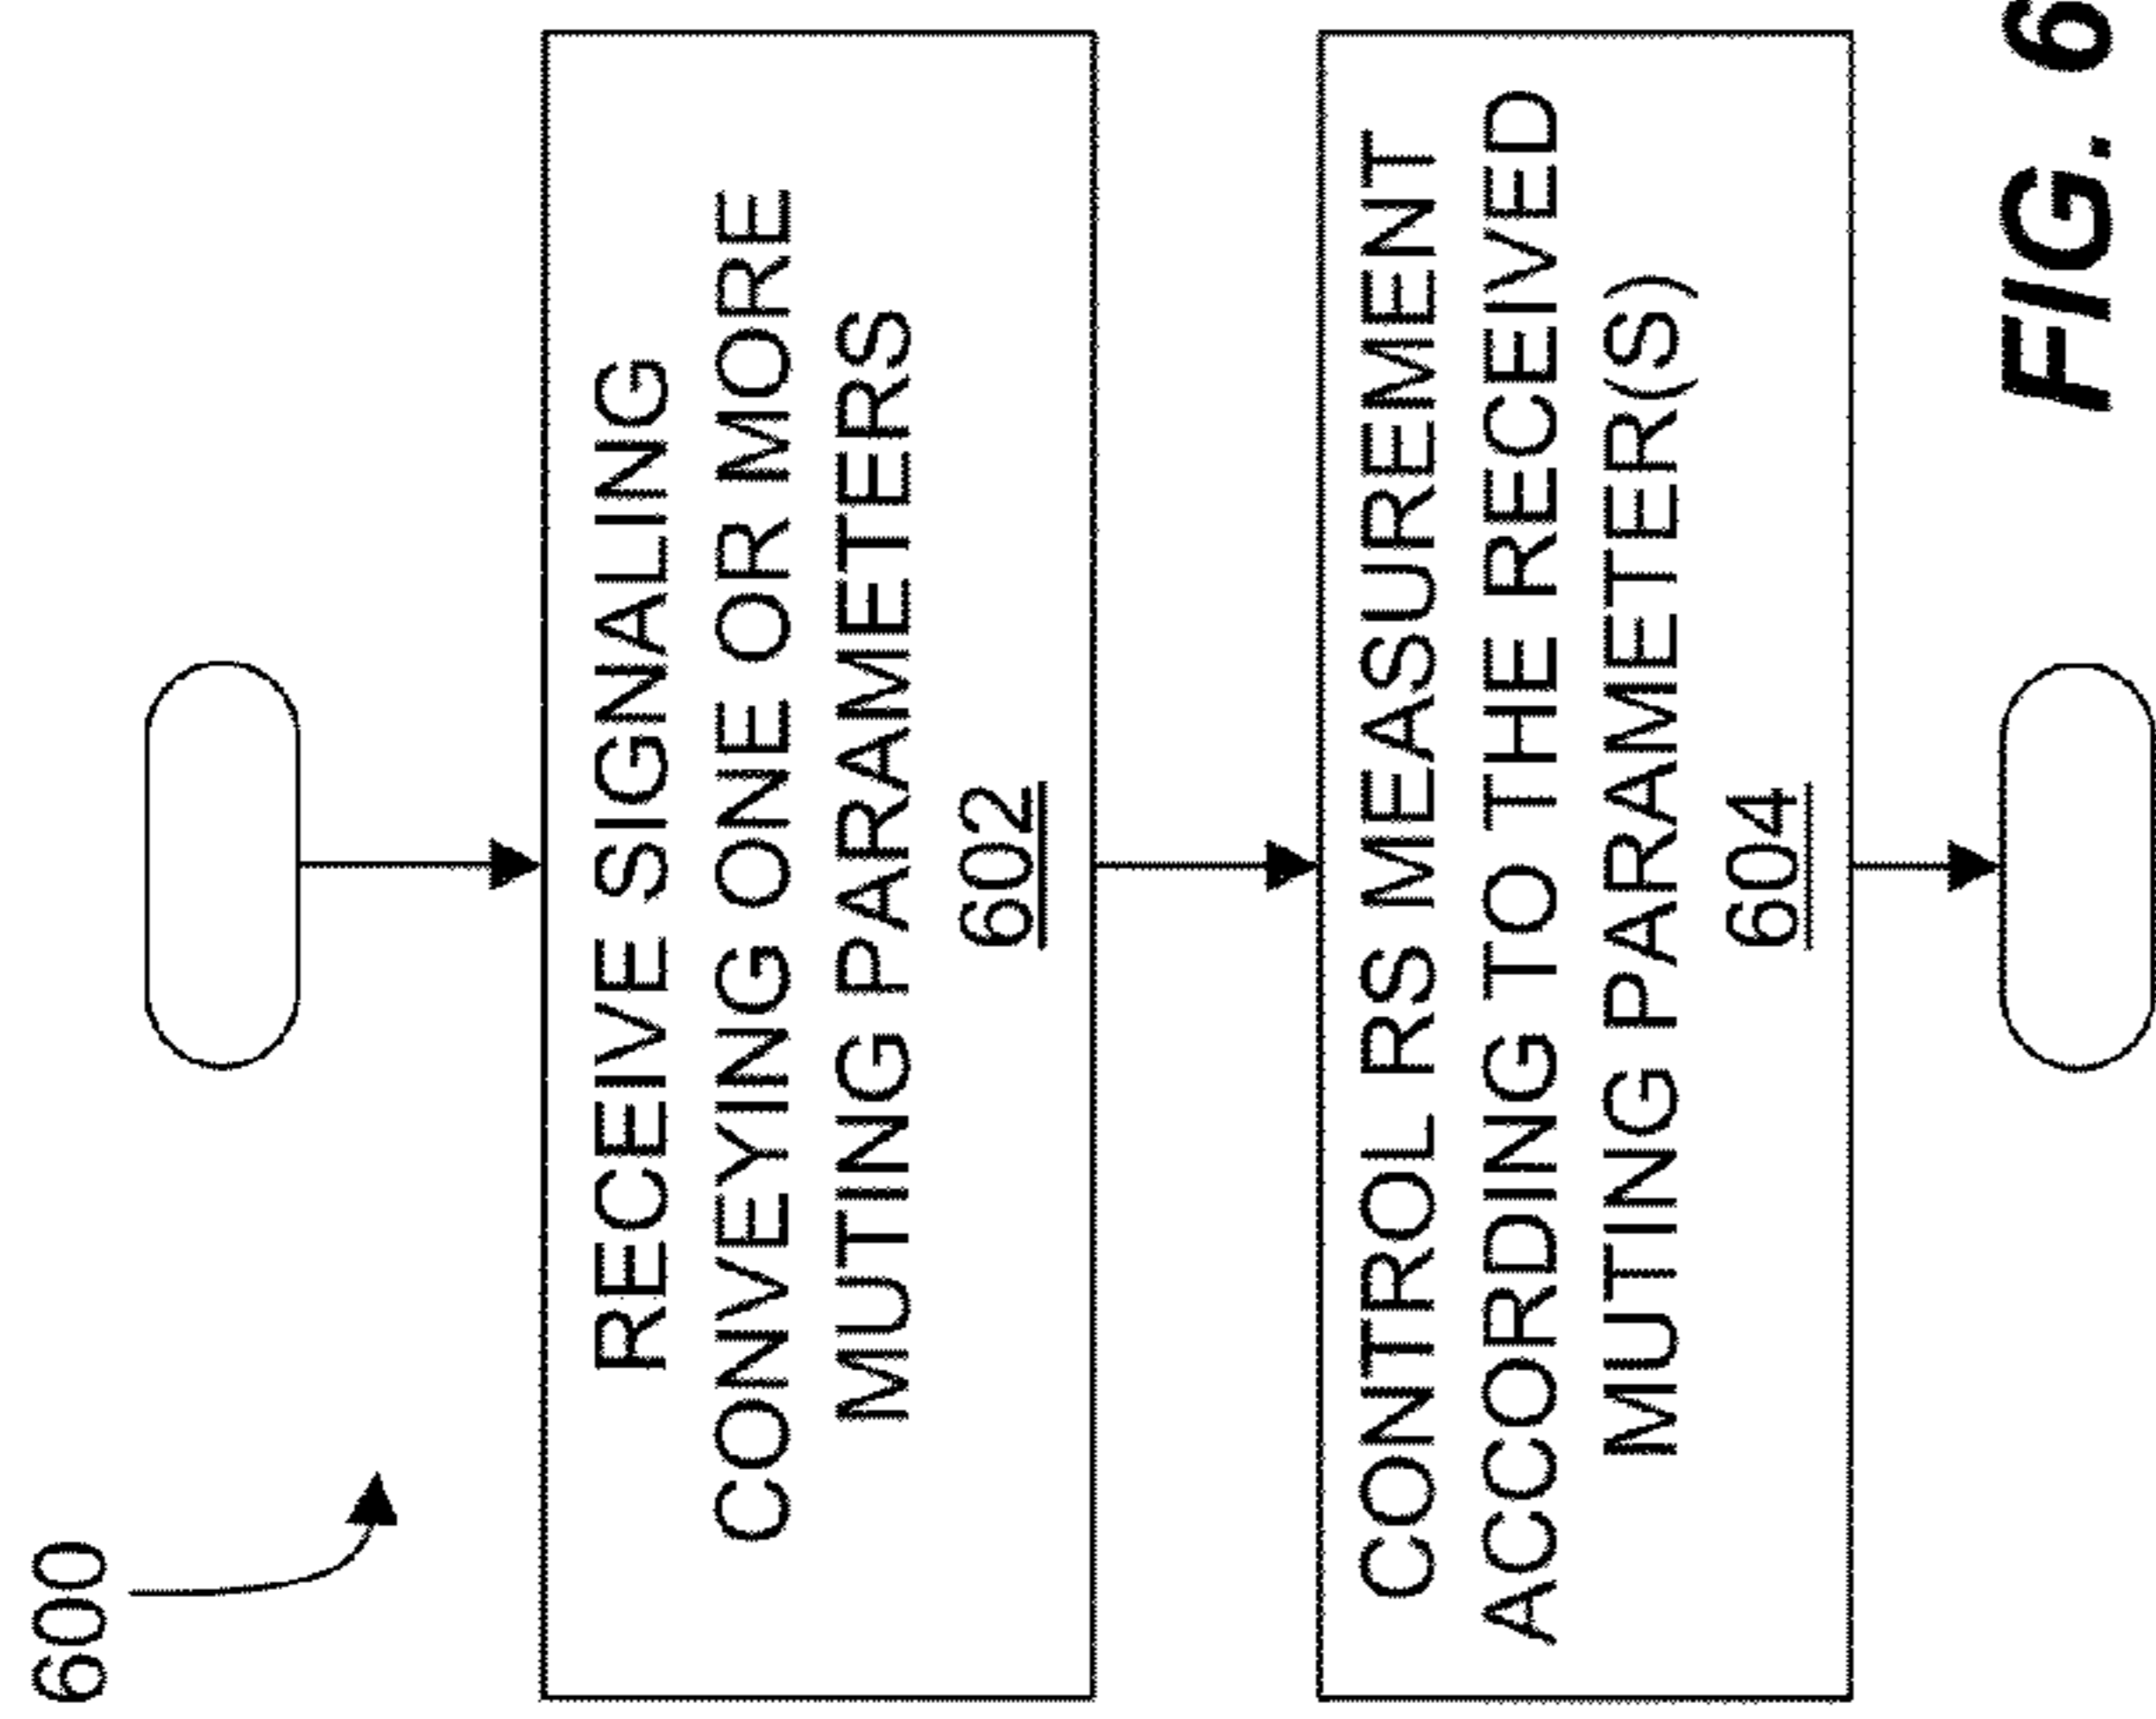 600
RECEIVE SIGNALING
CONVEYING ONE OR MORE
MUTING PARAMETERS
602
CONTROL RS MEASUREMENT
ACCORDING TO THE RECEIVED
MUTING PARAMETER(S)
604
FIG. 6